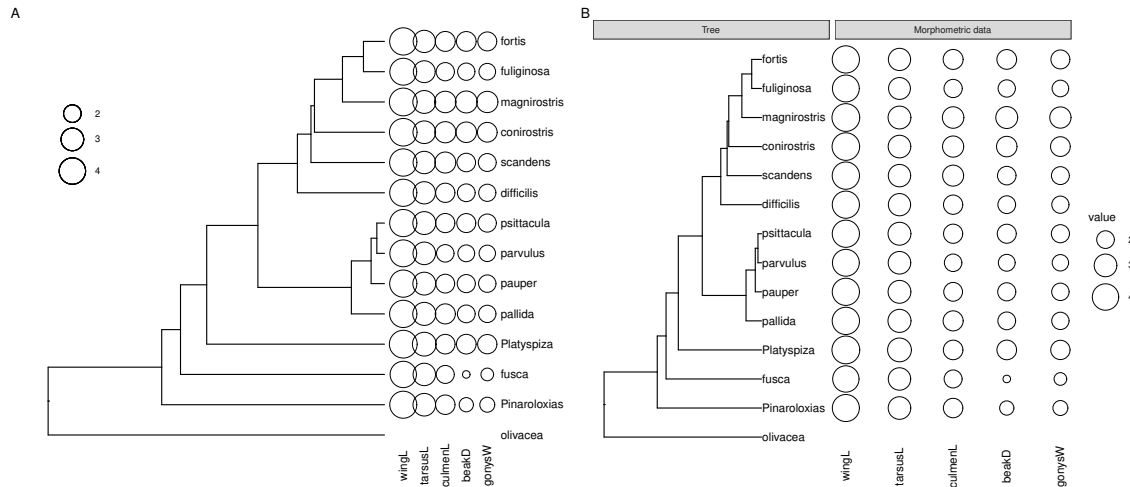 A
fortis
fuliginosa
magnirostris
conirostris
scandens
difficilis
psittacula
parvulus
pauper
pallida
Platyspiza
fusca
Pinaroloxias
olivacea
2
3
4
wingL
tarsusL
culmenL
beakD
gonysW
B
Tree
Morphometric data
fortis
fuliginosa
magnirostris
conirostris
scandens
difficilis
psittacula
parvulus
pauper
pallida
Platyspiza
fusca
Pinaroloxias
olivacea
wingL
tarsusL
culmenL
beakD
gonysW
value